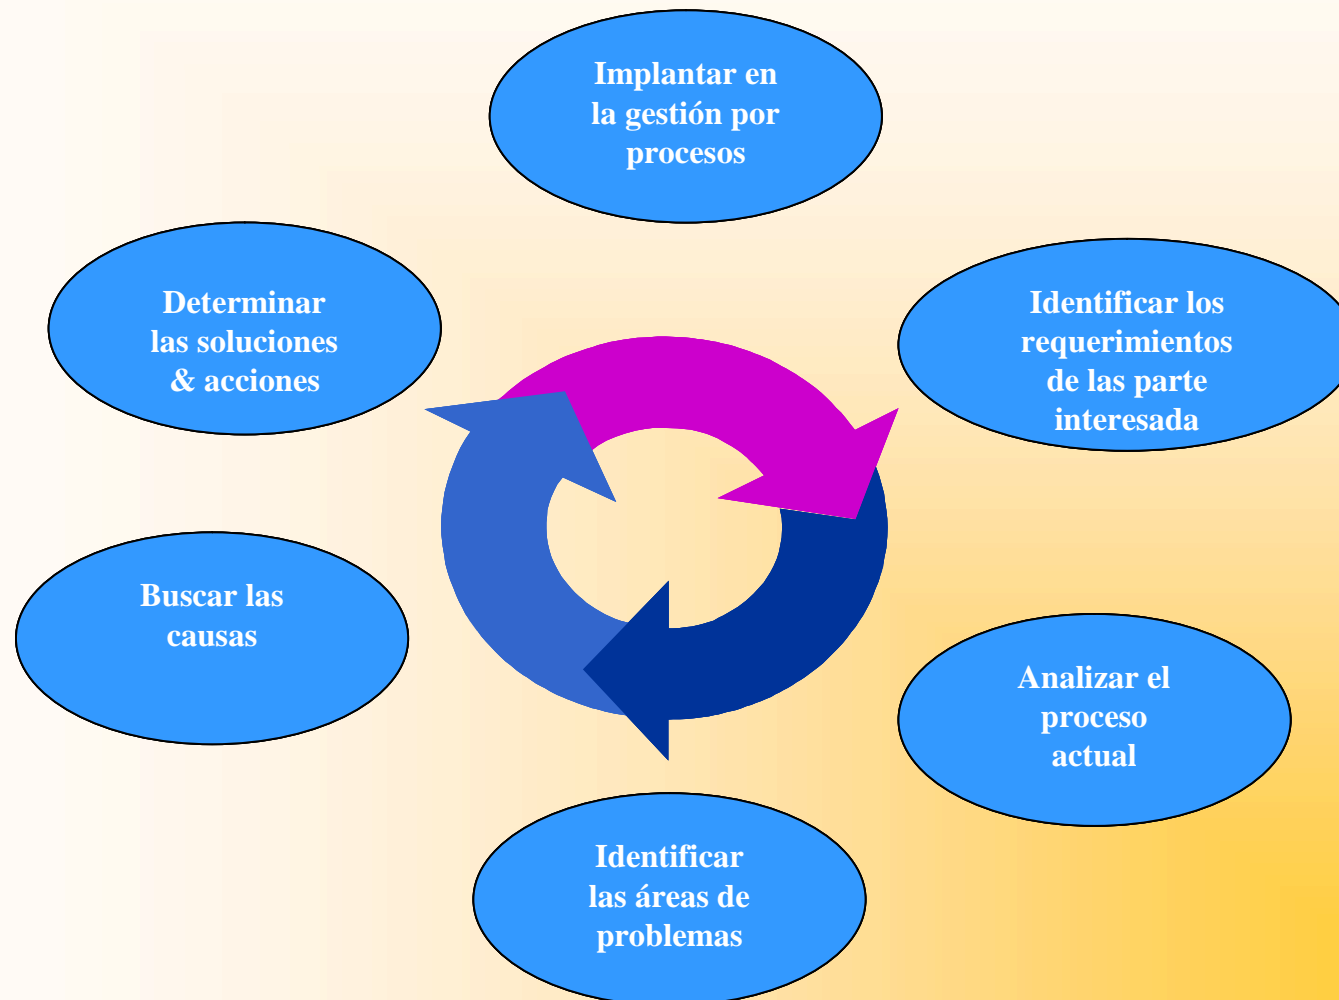 Implantar en
la gestión por
procesos
Identificar los
requerimientos
de las parte
interesada
Analizar el
proceso
actual
Identificar
las áreas de
problemas
Buscar las
causas
Determinar
las soluciones
& acciones